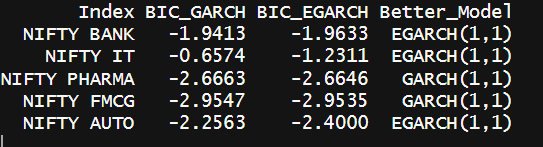 Index BIC_GARCH BIC_EGARCH Better_Model
NIFTY BANK -1.9413 -1.9633 EGARCH(1,1)
NIFTY IT -0.6574 -1.2311 EGARCH(1,1)
NIFTY PHARMA -2.6663 -2.6646 GARCH(1,1)
NIFTY FMCG -2.9547 -2.9535 GARCH(1,1)
NIFTY AUTO -2.2563 -2.4000 EGARCH(1,1)